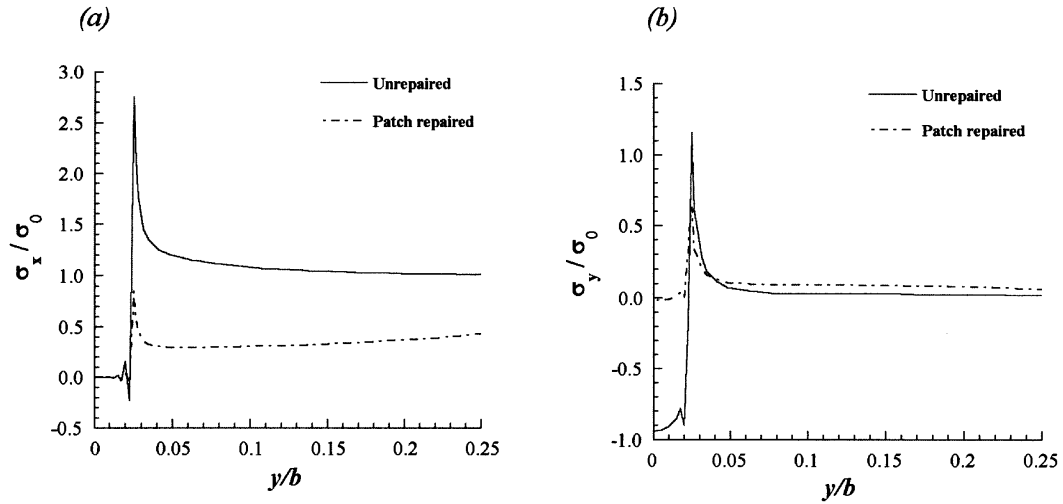 (a)
σx / σ0
3.0
2.5
2.0
1.5
1.0
0.5
0.0
-0.5
Unrepaired
Patch repaired
0 0.05 0.1 0.15 0.2 0.25
y/b
(b)
σy / σ0
1.5
1.0
0.5
0.0
-0.5
-1.0
Unrepaired
Patch repaired
0 0.05 0.1 0.15 0.2 0.25
y/b